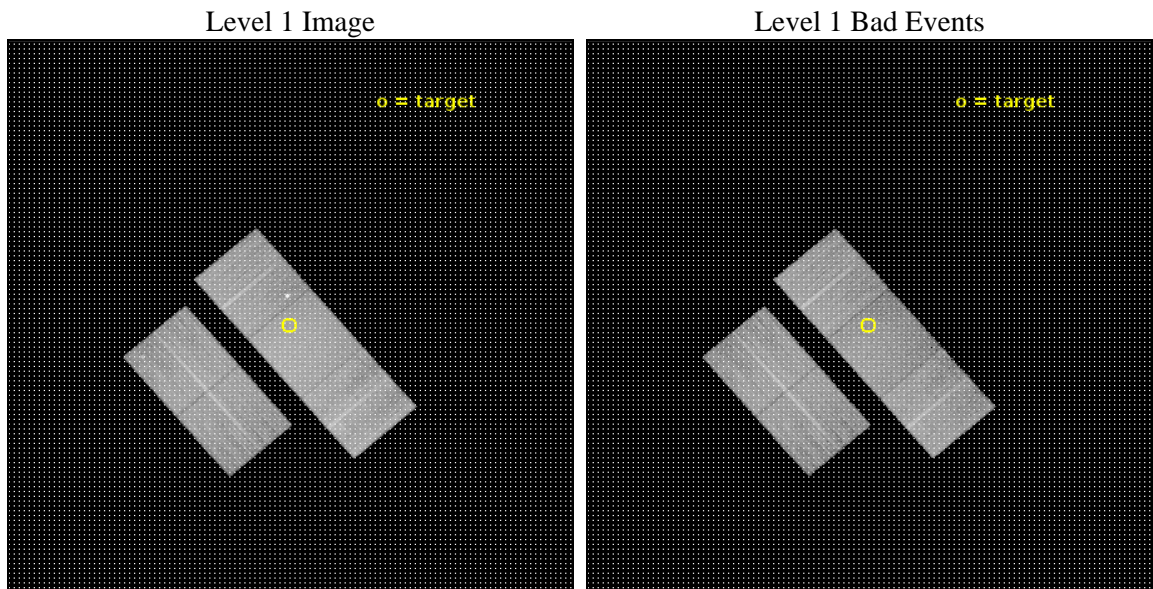 Level 1 Image
Level 1 Bad Events
o = target
o = target